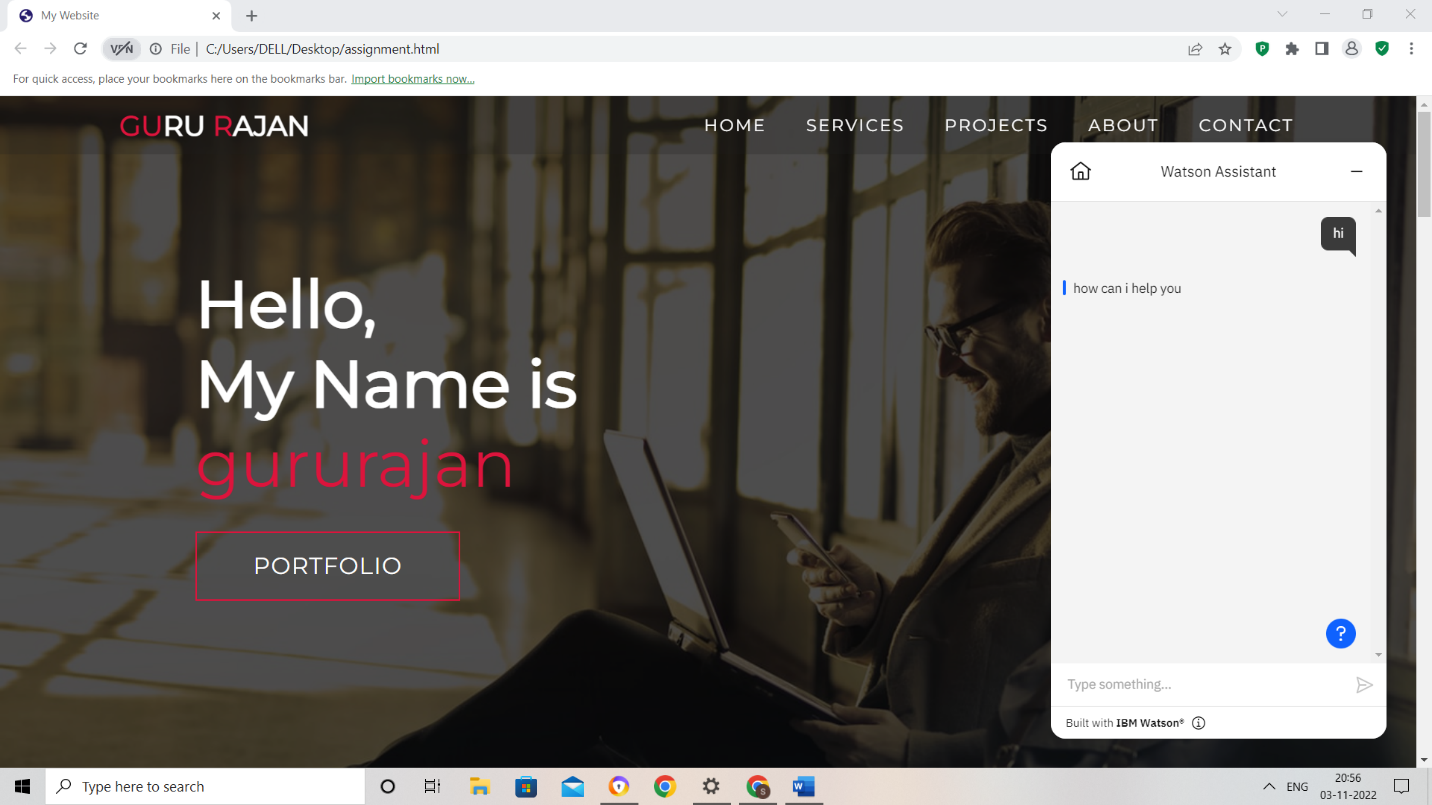 My Website
VPN File C:/Users/DELL/Desktop/assignment.html
For quick access, place your bookmarks here on the bookmarks bar. Import bookmarks now...
GURU RAJAN HOME SERVICES PROJECTS ABOUT CONTACT
Watson Assistant
hi
how can i help you
Hello,
My Name is
gururajan
PORTFOLIO
?
Type something...
Built with IBM Watson®
Type here to search
S
W
ENG
20:56
03-11-2022